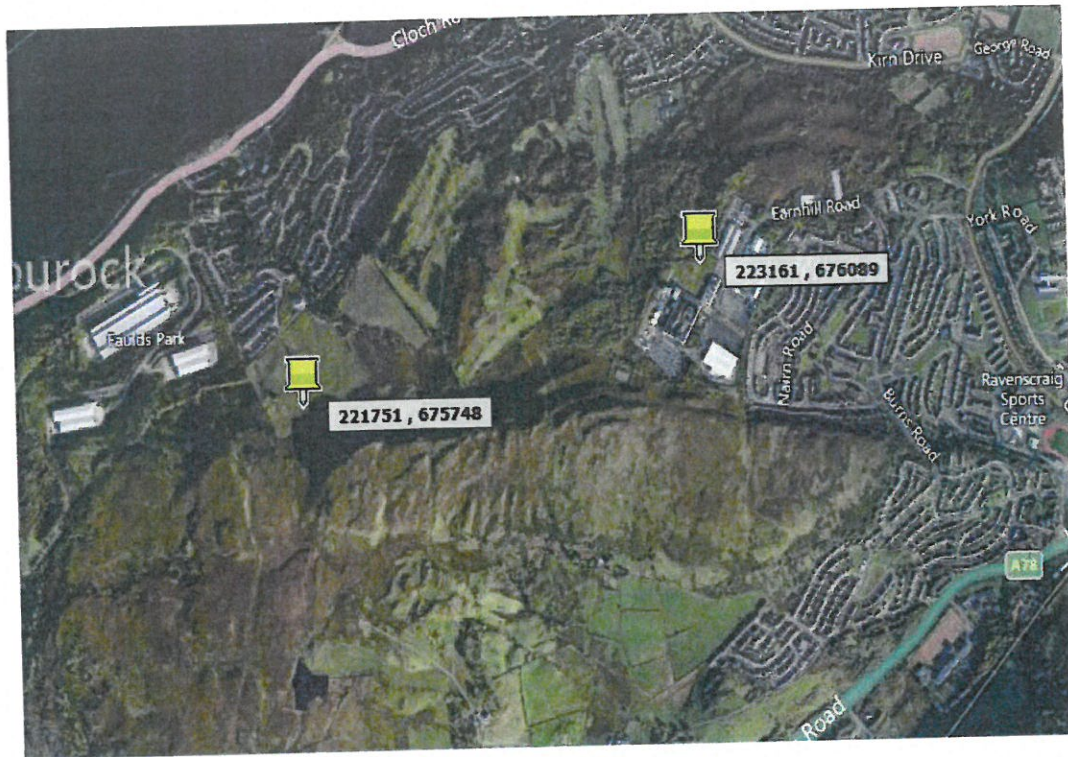 Cloch
Kirn Drive
George Road
Earnhill Road
York Road
223161 , 676089
ourock
Faulds Park
Nairn Road
Ravenscraig
Sports
Centre
221751 , 675748
Burns Road
A78
Road